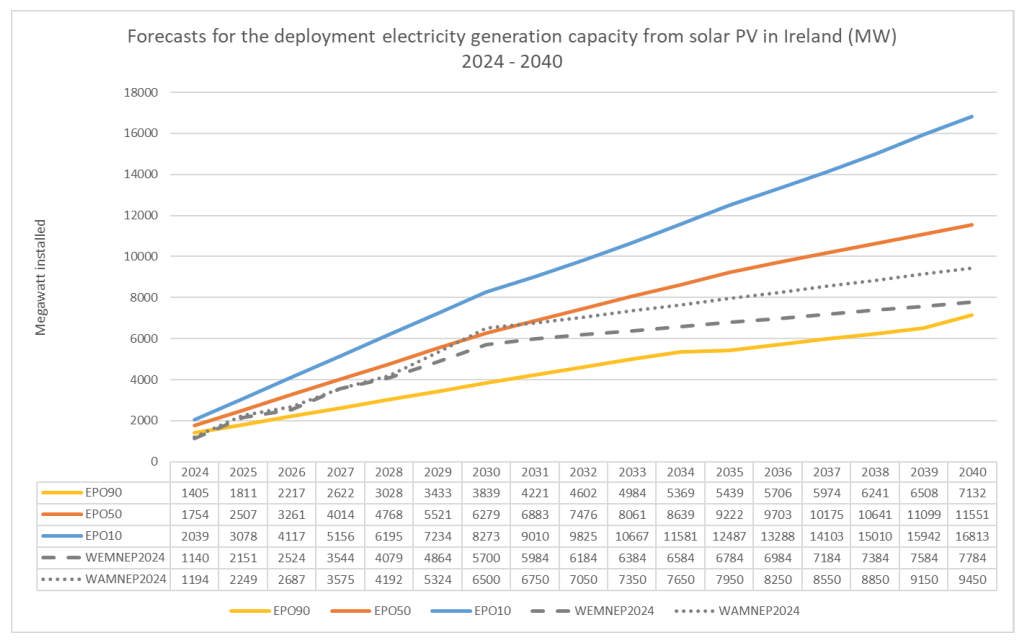 Forecasts for the deployment electricity generation capacity from solar PV in Ireland (MW)
2024 - 2040
Megawatt installed
18000
16000
14000
12000
10000
8000
6000
4000
2000
0
2024 2025 2026 2027 2028 2029 2030 2031 2032 2033 2034 2035 2036 2037 2038 2039 2040
EPO90 1405 1811 2217 2622 3028 3433 3839 4221 4602 4984 5369 5439 5706 5974 6241 6508 7132
EPO50 1754 2507 3261 4014 4768 5521 6279 6883 7476 8061 8639 9222 9703 10175 10641 11099 11551
EPO10 2039 3078 4117 5156 6195 7234 8273 9010 9825 10667 11581 12487 13288 14103 15010 15942 16813
WEMNEP2024 1140 2151 2524 3544 4079 4864 5700 5984 6184 6384 6584 6784 6984 7184 7384 7584 7784
WAMNEP2024 1194 2249 2687 3575 4192 5324 6500 6750 7050 7350 7650 7950 8250 8550 8850 9150 9450
EPO90 EPO50 EPO10 WEMNEP2024 WAMNEP2024